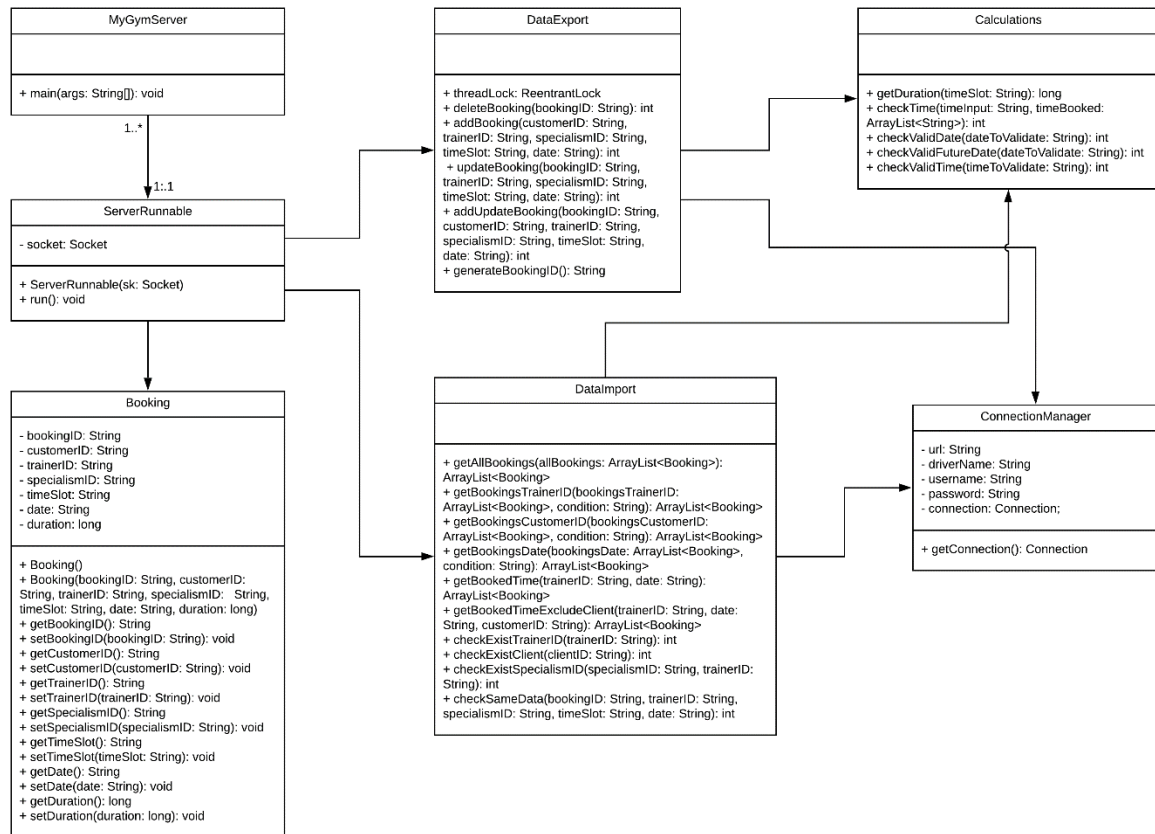 MyGymServer
+ main(args: String[]): void
1..*
1:.1
ServerRunnable
- socket: Socket
+ ServerRunnable(sk: Socket)
+ run(): void
Booking
- bookingID: String
- customerID: String
- trainerID: String
- specialismID: String
- timeSlot: String
- date: String
- duration: long
+ Booking()
+ Booking(bookingID: String, customerID:
String, trainerID: String, specialismID: String,
timeSlot: String, date: String, duration: long)
+ getBookingID(): String
+ setBookingID(bookingID: String): void
+ getCustomerID(): String
+ setCustomerID(customerID: String): void
+ getTrainerID(): String
+ setTrainerID(trainerID: String): void
+ getSpecialismID(): String
+ setSpecialismID(specialismID: String): void
+ getTimeSlot(): String
+ setTimeSlot(timeSlot: String): void
+ getDate(): String
+ setDate(date: String): void
+ getDuration(): long
+ setDuration(duration: long): void
DataExport
+ threadLock: ReentrantLock
+ deleteBooking(bookingID: String): int
+ addBooking(customerID: String,
trainerID: String, specialismID: String,
timeSlot: String, date: String): int
+ updateBooking(bookingID: String,
trainerID: String, specialismID: String,
timeSlot: String, date: String): int
+ addUpdateBooking(bookingID: String,
customerID: String, trainerID: String,
specialismID: String, timeSlot: String,
date: String): int
+ generateBookingID(): String
DataImport
+ getAllBookings(allBookings: ArrayList<Booking>):
ArrayList<Booking>
+ getBookingsTrainerID(bookingsTrainerID:
ArrayList<Booking>, condition: String): ArrayList<Booking>
+ getBookingsCustomerID(bookingsCustomerID:
ArrayList<Booking>, condition: String): ArrayList<Booking>
+ getBookingsDate(bookingsDate: ArrayList<Booking>,
condition: String): ArrayList<Booking>
+ getBookedTime(trainerID: String, date: String):
ArrayList<Booking>
+ getBookedTimeExcludeClient(trainerID: String, date:
String, customerID: String): ArrayList<Booking>
+ checkExistTrainerID(trainerID: String): int
+ checkExistClient(clientID: String): int
+ checkExistSpecialismID(specialismID: String, trainerID:
String): int
+ checkSameData(bookingID: String, trainerID: String,
specialismID: String, timeSlot: String, date: String): int
Calculations
+ getDuration(timeSlot: String): long
+ checkTime(timeInput: String, timeBooked:
ArrayList<String>): int
+ checkValidDate(dateToValidate: String): int
+ checkValidFutureDate(dateToValidate: String): int
+ checkValidTime(timeToValidate: String): int
ConnectionManager
- url: String
- driverName: String
- username: String
- password: String
- connection: Connection;
+ getConnection(): Connection